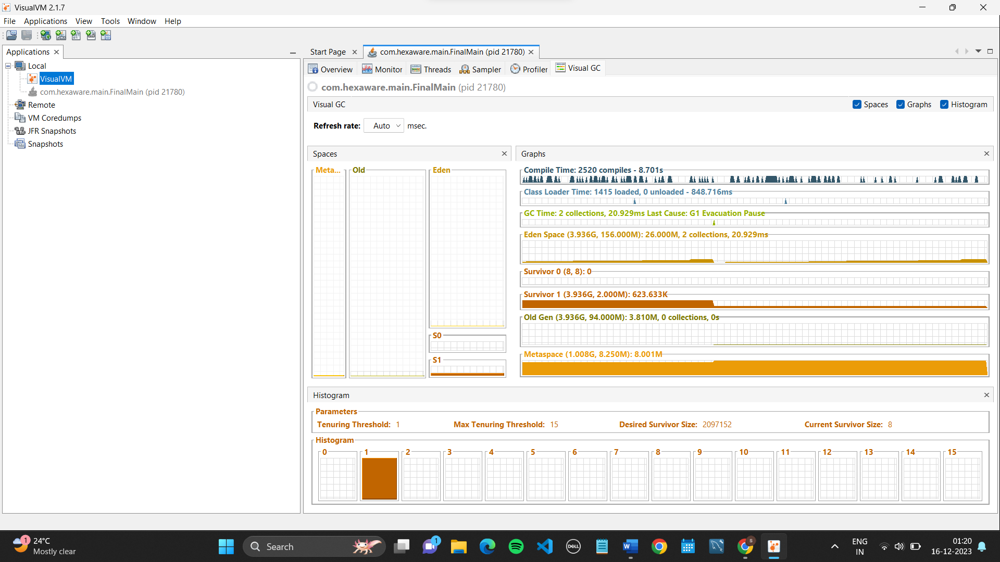 VisualVM 2.1.7
File Applications View Tools Window Help
Applications
Start Page
com.hexaware.main.FinalMain (pid 21780)
Local
VisualVM
com.hexaware.main.FinalMain (pid 21780)
Remote
VM Coredumps
JFR Snapshots
Snapshots
Overview Monitor Threads Sampler Profiler Visual GC
com.hexaware.main.FinalMain (pid 21780)
Visual GC
Spaces Graphs Histogram
Refresh rate: Auto msec.
Spaces
Meta...
Old
Eden
S0
S1
Graphs
Compile Time: 2520 compiles - 8.701s
Class Loader Time: 1415 loaded, 0 unloaded - 848.716ms
GC Time: 2 collections, 20.929ms Last Cause: G1 Evacuation Pause
Eden Space (3.936G, 156.000M): 26.000M, 2 collections, 20.929ms
Survivor 0 (8, 8): 0
Survivor 1 (3.936G, 2.000M): 623.633K
Old Gen (3.936G, 94.000M): 3.810M, 0 collections, 0s
Metaspace (1.008G, 8.250M): 8.001M
Histogram
Parameters
Tenuring Threshold: 1 Max Tenuring Threshold: 15 Desired Survivor Size: 2097152 Current Survivor Size: 8
Histogram
0 1 2 3 4 5 6 7 8 9 10 11 12 13 14 15
1
24°C
Mostly clear
Search
1
DELL
W
S
ENG
IN
01:20
16-12-2023